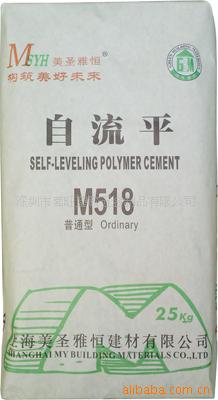 MSYH 美圣雅恒
构筑美好未来
自流平
SELF-LEVELING POLYMER CEMENT
M518
普通型 Ordinary
25Kg
上海美圣雅恒建材有限公司
SHANGHAI MY BUILDING MATERIALS CO.,LTD
alibaba.com.cn